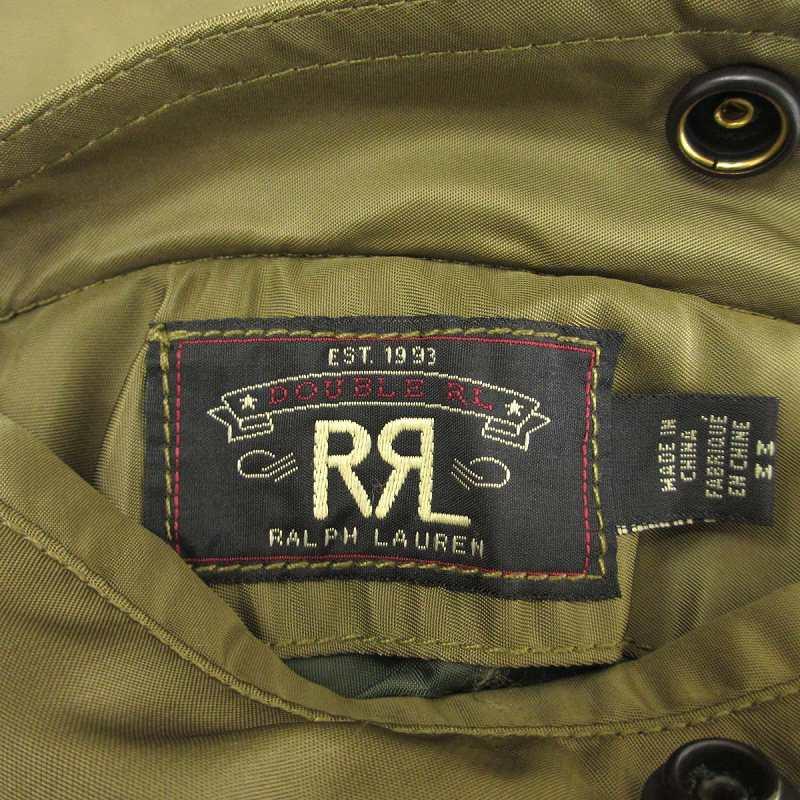 EST. 1993
DOUBLE RL
RRL
RALPH LAUREN
MADE IN
CHINA
FABRIQUÉ
EN CHINE
M M